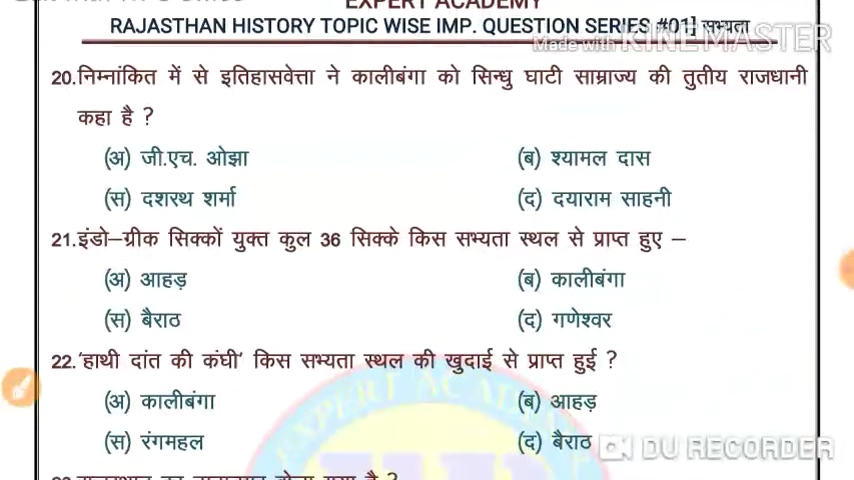 EXPERT ACADEMY
RAJASTHAN HISTORY TOPIC WISE IMP. QUESTION SERIES #01] सभ्यता
Made with KINEMASTER
20.निम्नांकित में से इतिहासवेत्ता ने कालीबंगा को सिन्धु घाटी साम्राज्य की तुतीय राजधानी
कहा है ?
(अ) जी.एच. ओझा (ब) श्यामल दास
(स) दशरथ शर्मा (द) दयाराम साहनी
21.इंडो–ग्रीक सिक्कों युक्त कुल 36 सिक्के किस सभ्यता स्थल से प्राप्त हुए –
(अ) आहड़ (ब) कालीबंगा
(स) बैराठ (द) गणेश्वर
22.'हाथी दांत की कंघी' किस सभ्यता स्थल की खुदाई से प्राप्त हुई ?
(अ) कालीबंगा (ब) आहड़
(स) रंगमहल (द) बैराठ
DU RECORDER
EXPERT ACADEMY